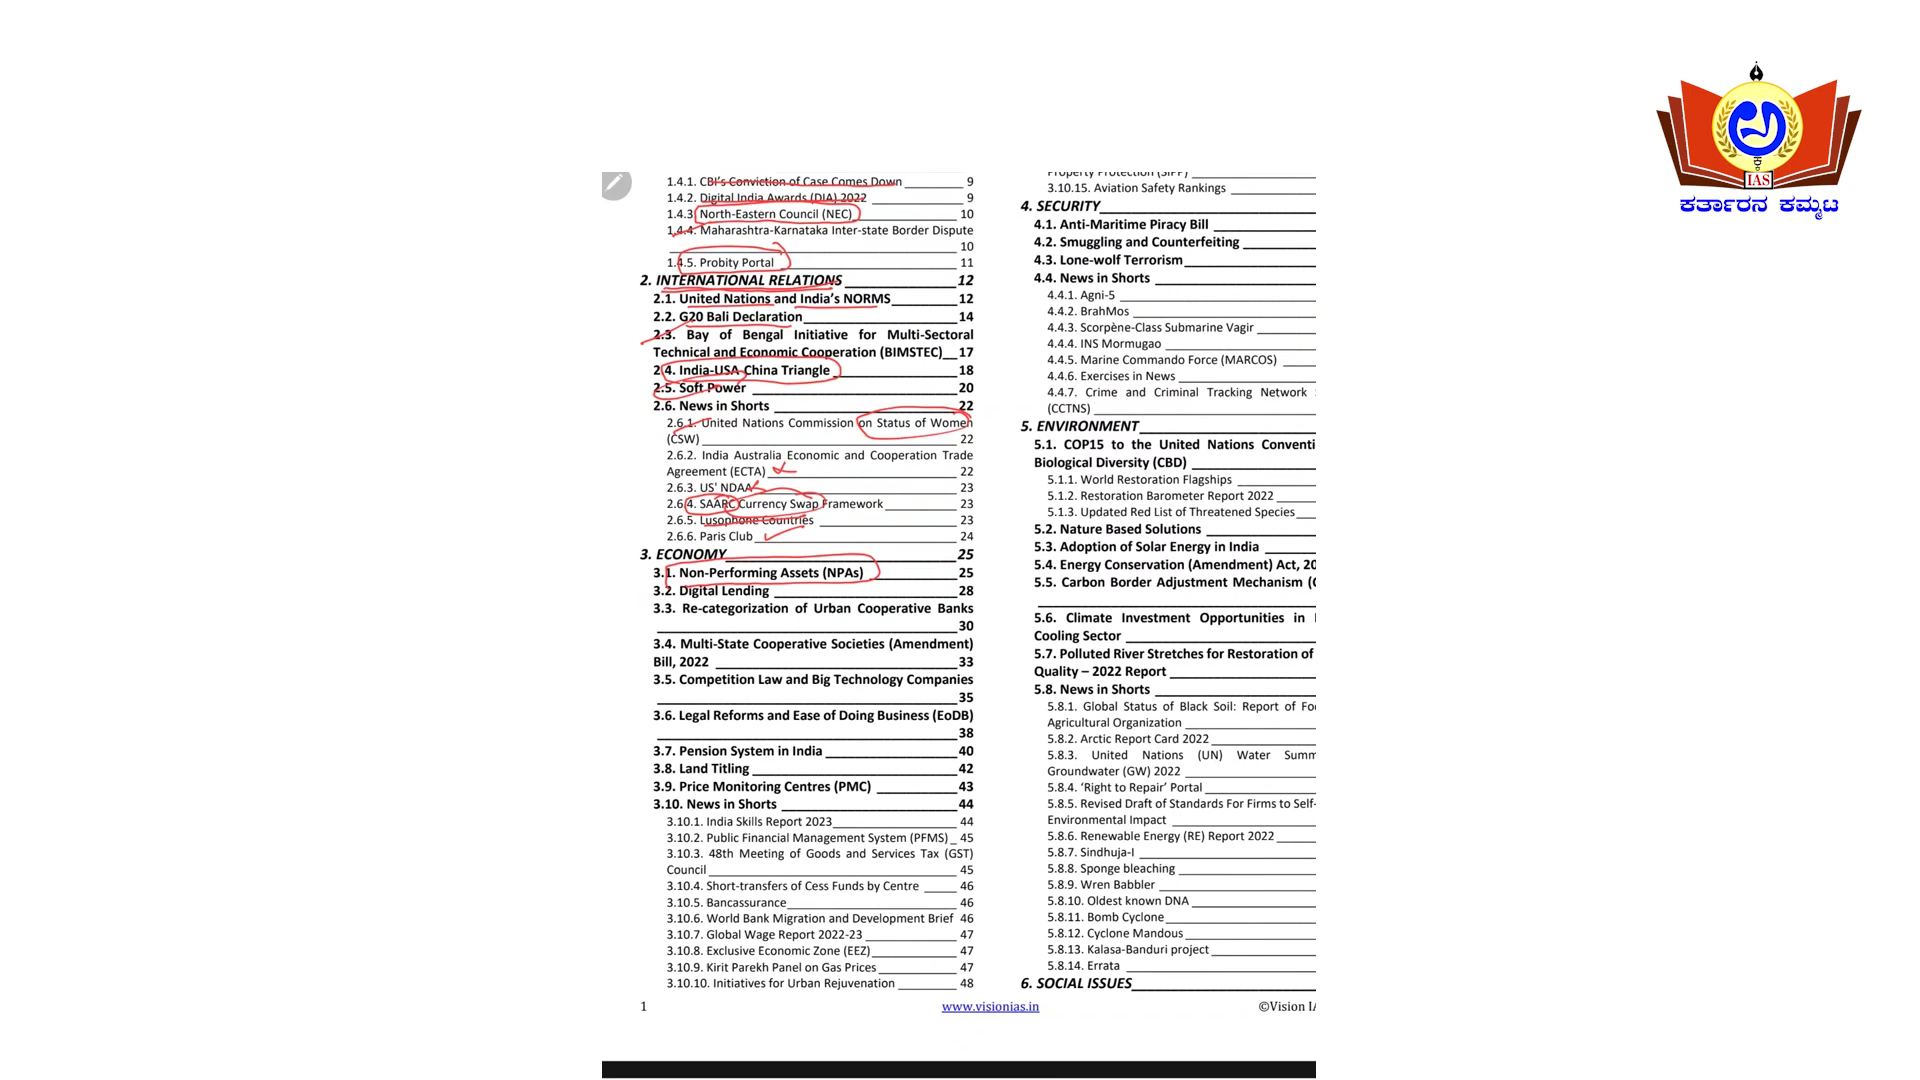 1.4.1. CBI's Conviction of Case Comes Down 9
1.4.2. Digital India Awards (DIA) 2022 9
1.4.3. North-Eastern Council (NEC) 10
1.4.4. Maharashtra-Karnataka Inter-state Border Dispute
10
1.4.5. Probity Portal 11
2. INTERNATIONAL RELATIONS 12
2.1. United Nations and India's NORMS 12
2.2. G20 Bali Declaration 14
2.3. Bay of Bengal Initiative for Multi-Sectoral
Technical and Economic Cooperation (BIMSTEC) 17
2.4. India-USA-China Triangle 18
2.5. Soft Power 20
2.6. News in Shorts 22
2.6.1. United Nations Commission on Status of Women
(CSW) 22
2.6.2. India Australia Economic and Cooperation Trade
Agreement (ECTA) 22
2.6.3. US' NDAA 23
2.6.4. SAARC Currency Swap Framework 23
2.6.5. Lusophone Countries 23
2.6.6. Paris Club 24
3. ECONOMY 25
3.1. Non-Performing Assets (NPAs) 25
3.2. Digital Lending 28
3.3. Re-categorization of Urban Cooperative Banks
30
3.4. Multi-State Cooperative Societies (Amendment)
Bill, 2022 33
3.5. Competition Law and Big Technology Companies
35
3.6. Legal Reforms and Ease of Doing Business (EoDB)
38
3.7. Pension System in India 40
3.8. Land Titling 42
3.9. Price Monitoring Centres (PMC) 43
3.10. News in Shorts 44
3.10.1. India Skills Report 2023 44
3.10.2. Public Financial Management System (PFMS) 45
3.10.3. 48th Meeting of Goods and Services Tax (GST)
Council 45
3.10.4. Short-transfers of Cess Funds by Centre 46
3.10.5. Bancassurance 46
3.10.6. World Bank Migration and Development Brief 46
3.10.7. Global Wage Report 2022-23 47
3.10.8. Exclusive Economic Zone (EEZ) 47
3.10.9. Kirit Parekh Panel on Gas Prices 47
3.10.10. Initiatives for Urban Rejuvenation 48
Property Protection (SIPP)
3.10.15. Aviation Safety Rankings
4. SECURITY
4.1. Anti-Maritime Piracy Bill
4.2. Smuggling and Counterfeiting
4.3. Lone-wolf Terrorism
4.4. News in Shorts
4.4.1. Agni-5
4.4.2. BrahMos
4.4.3. Scorpène-Class Submarine Vagir
4.4.4. INS Mormugao
4.4.5. Marine Commando Force (MARCOS)
4.4.6. Exercises in News
4.4.7. Crime and Criminal Tracking Network
(CCTNS)
5. ENVIRONMENT
5.1. COP15 to the United Nations Conventi
Biological Diversity (CBD)
5.1.1. World Restoration Flagships
5.1.2. Restoration Barometer Report 2022
5.1.3. Updated Red List of Threatened Species
5.2. Nature Based Solutions
5.3. Adoption of Solar Energy in India
5.4. Energy Conservation (Amendment) Act, 20
5.5. Carbon Border Adjustment Mechanism (
5.6. Climate Investment Opportunities in
Cooling Sector
5.7. Polluted River Stretches for Restoration of
Quality – 2022 Report
5.8. News in Shorts
5.8.1. Global Status of Black Soil: Report of Fo
Agricultural Organization
5.8.2. Arctic Report Card 2022
5.8.3. United Nations (UN) Water Summ
Groundwater (GW) 2022
5.8.4. 'Right to Repair' Portal
5.8.5. Revised Draft of Standards For Firms to Self-
Environmental Impact
5.8.6. Renewable Energy (RE) Report 2022
5.8.7. Sindhuja-I
5.8.8. Sponge bleaching
5.8.9. Wren Babbler
5.8.10. Oldest known DNA
5.8.11. Bomb Cyclone
5.8.12. Cyclone Mandous
5.8.13. Kalasa-Banduri project
5.8.14. Errata
6. SOCIAL ISSUES
1 www.visionias.in ©Vision IA
IAS
ಕರ್ತಾರನ ಕಮ್ಮಟ